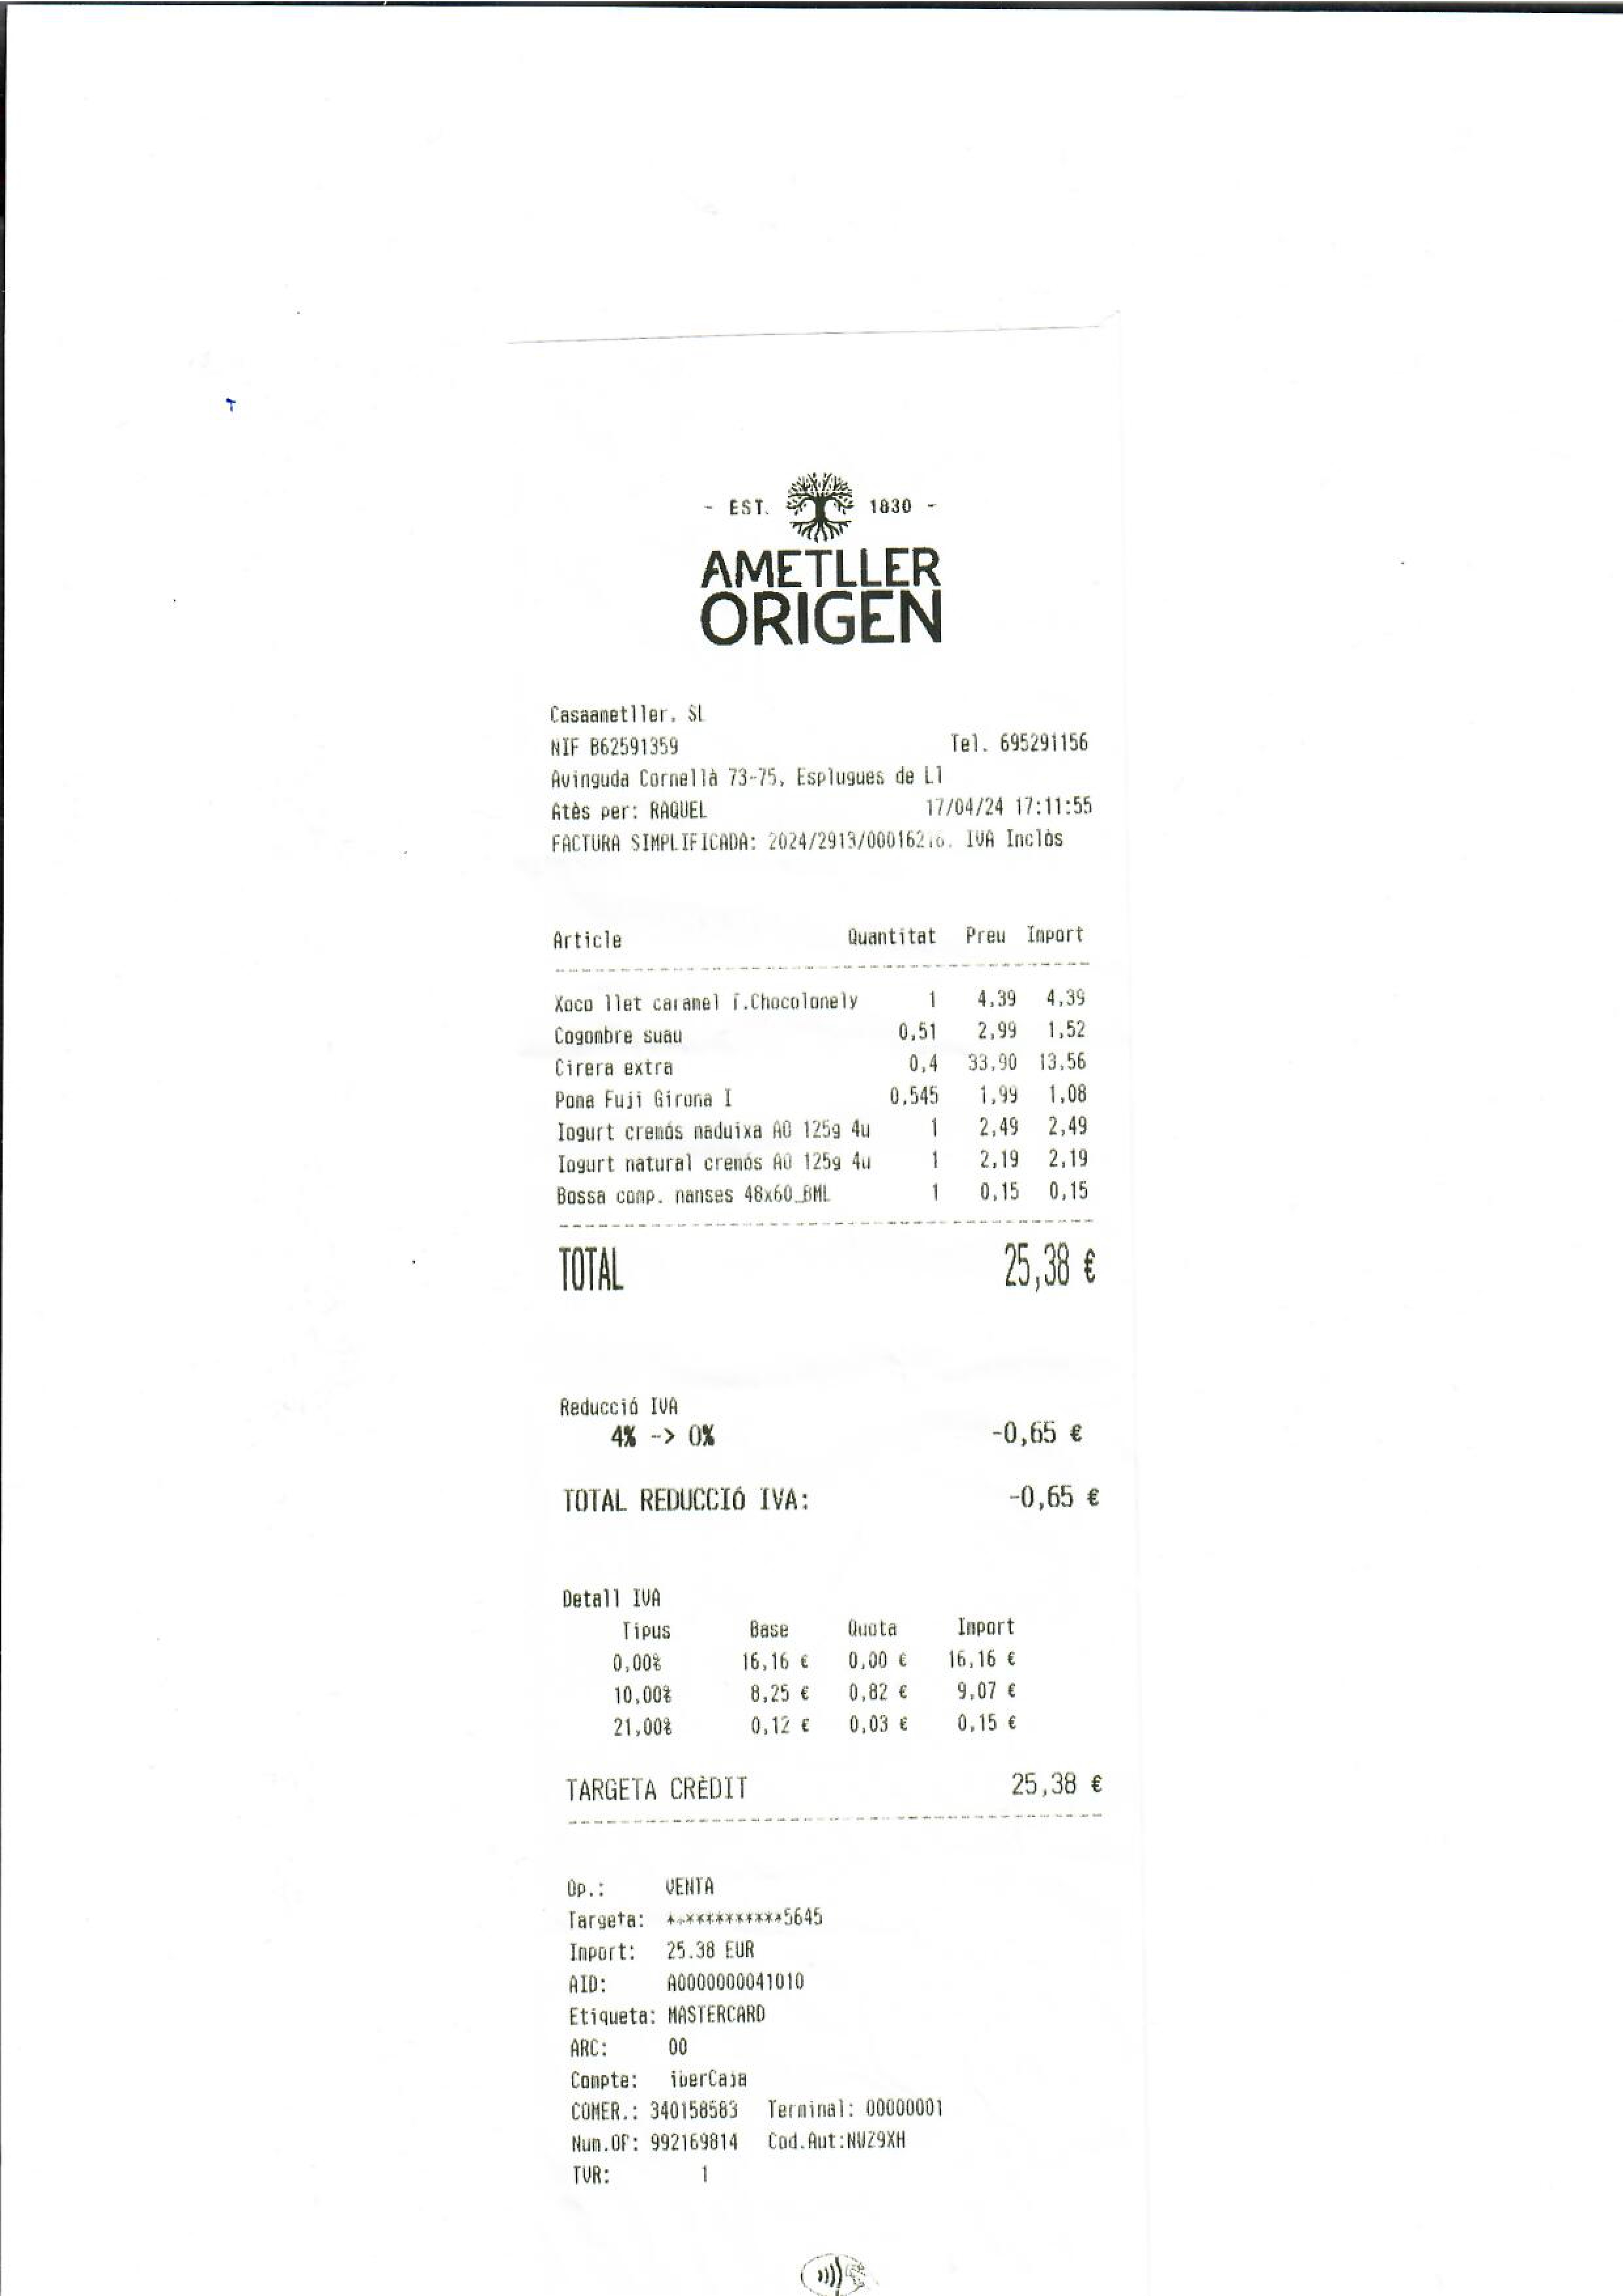 - EST. 1830 -
AMETLLER
ORIGEN
Casaametller, SL
NIF B62591359 Tel. 695291156
Avinguda Cornellà 73-75, Esplugues de Ll
Atès per: RAQUEL 17/04/24 17:11:55
FACTURA SIMPLIFICADA: IVA Inclòs
Article Quantitat Preu Import
Xoco llet caramel T.Chocolonely 1 4,39 4,39
Cogombre suau 0,51 2,99 1,52
Cirera extra 0,4 33,90 13,56
Poma Fuji Girona I 0,545 1,99 1,08
Iogurt cremós maduixa AO 125g 4u 1 2,49 2,49
Iogurt natural cremós AO 125g 4u 1 2,19 2,19
Bossa comp. nanses 48x60_BML 1 0,15 0,15
TOTAL 25,38 €
Reducció IVA
4% -> 0% -0,65 €
TOTAL REDUCCIÓ IVA: -0,65 €
Detall IVA
Tipus Base Quota Import
0,00% 16,16 € 0,00 € 16,16 €
10,00% 8,25 € 0,82 € 9,07 €
21,00% 0,12 € 0,03 € 0,15 €
TARGETA CRÈDIT 25,38 €
Op.: VENTA
Targeta: ************5645
Import: 25.38 EUR
AID: A0000000041010
Etiqueta: MASTERCARD
ARC: 00
Compte: iberCaja
COMER.: 340158583 Terminal: 00000001
Num.OF: 992169814 Cod.Aut:NWZ9XH
TVR: 1